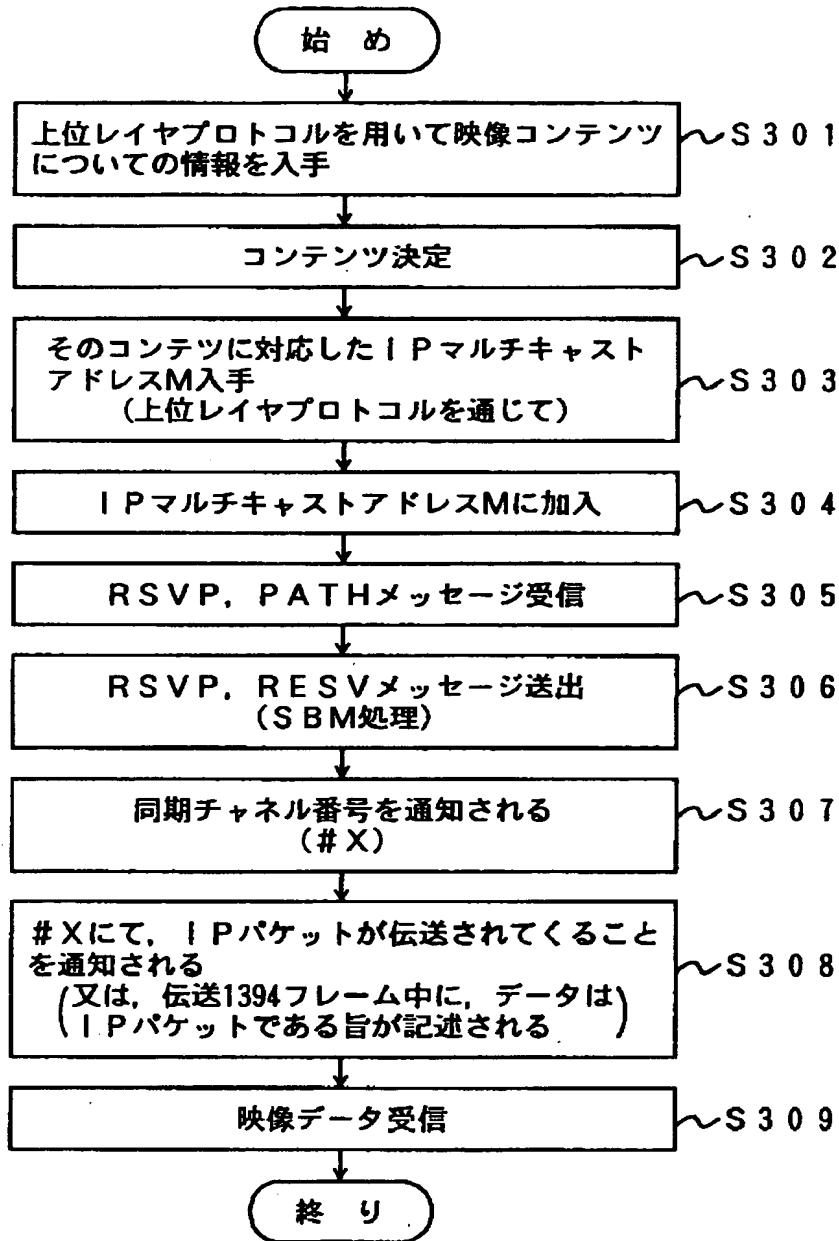 始 め
上位レイヤプロトコルを用いて映像コンテンツ
についての情報を入手
S301
コンテンツ決定
S302
そのコンテツに対応したIPマルチキャスト
アドレスM入手
(上位レイヤプロトコルを通じて)
S303
IPマルチキャストアドレスMに加入
S304
RSVP, PATHメッセージ受信
S305
RSVP, RESVメッセージ送出
(SBM処理)
S306
同期チャネル番号を通知される
(#X)
S307
#Xにて, IPパケットが伝送されてくること
を通知される
(又は, 伝送1394フレーム中に, データは
IPパケットである旨が記述される)
S308
映像データ受信
S309
終 り